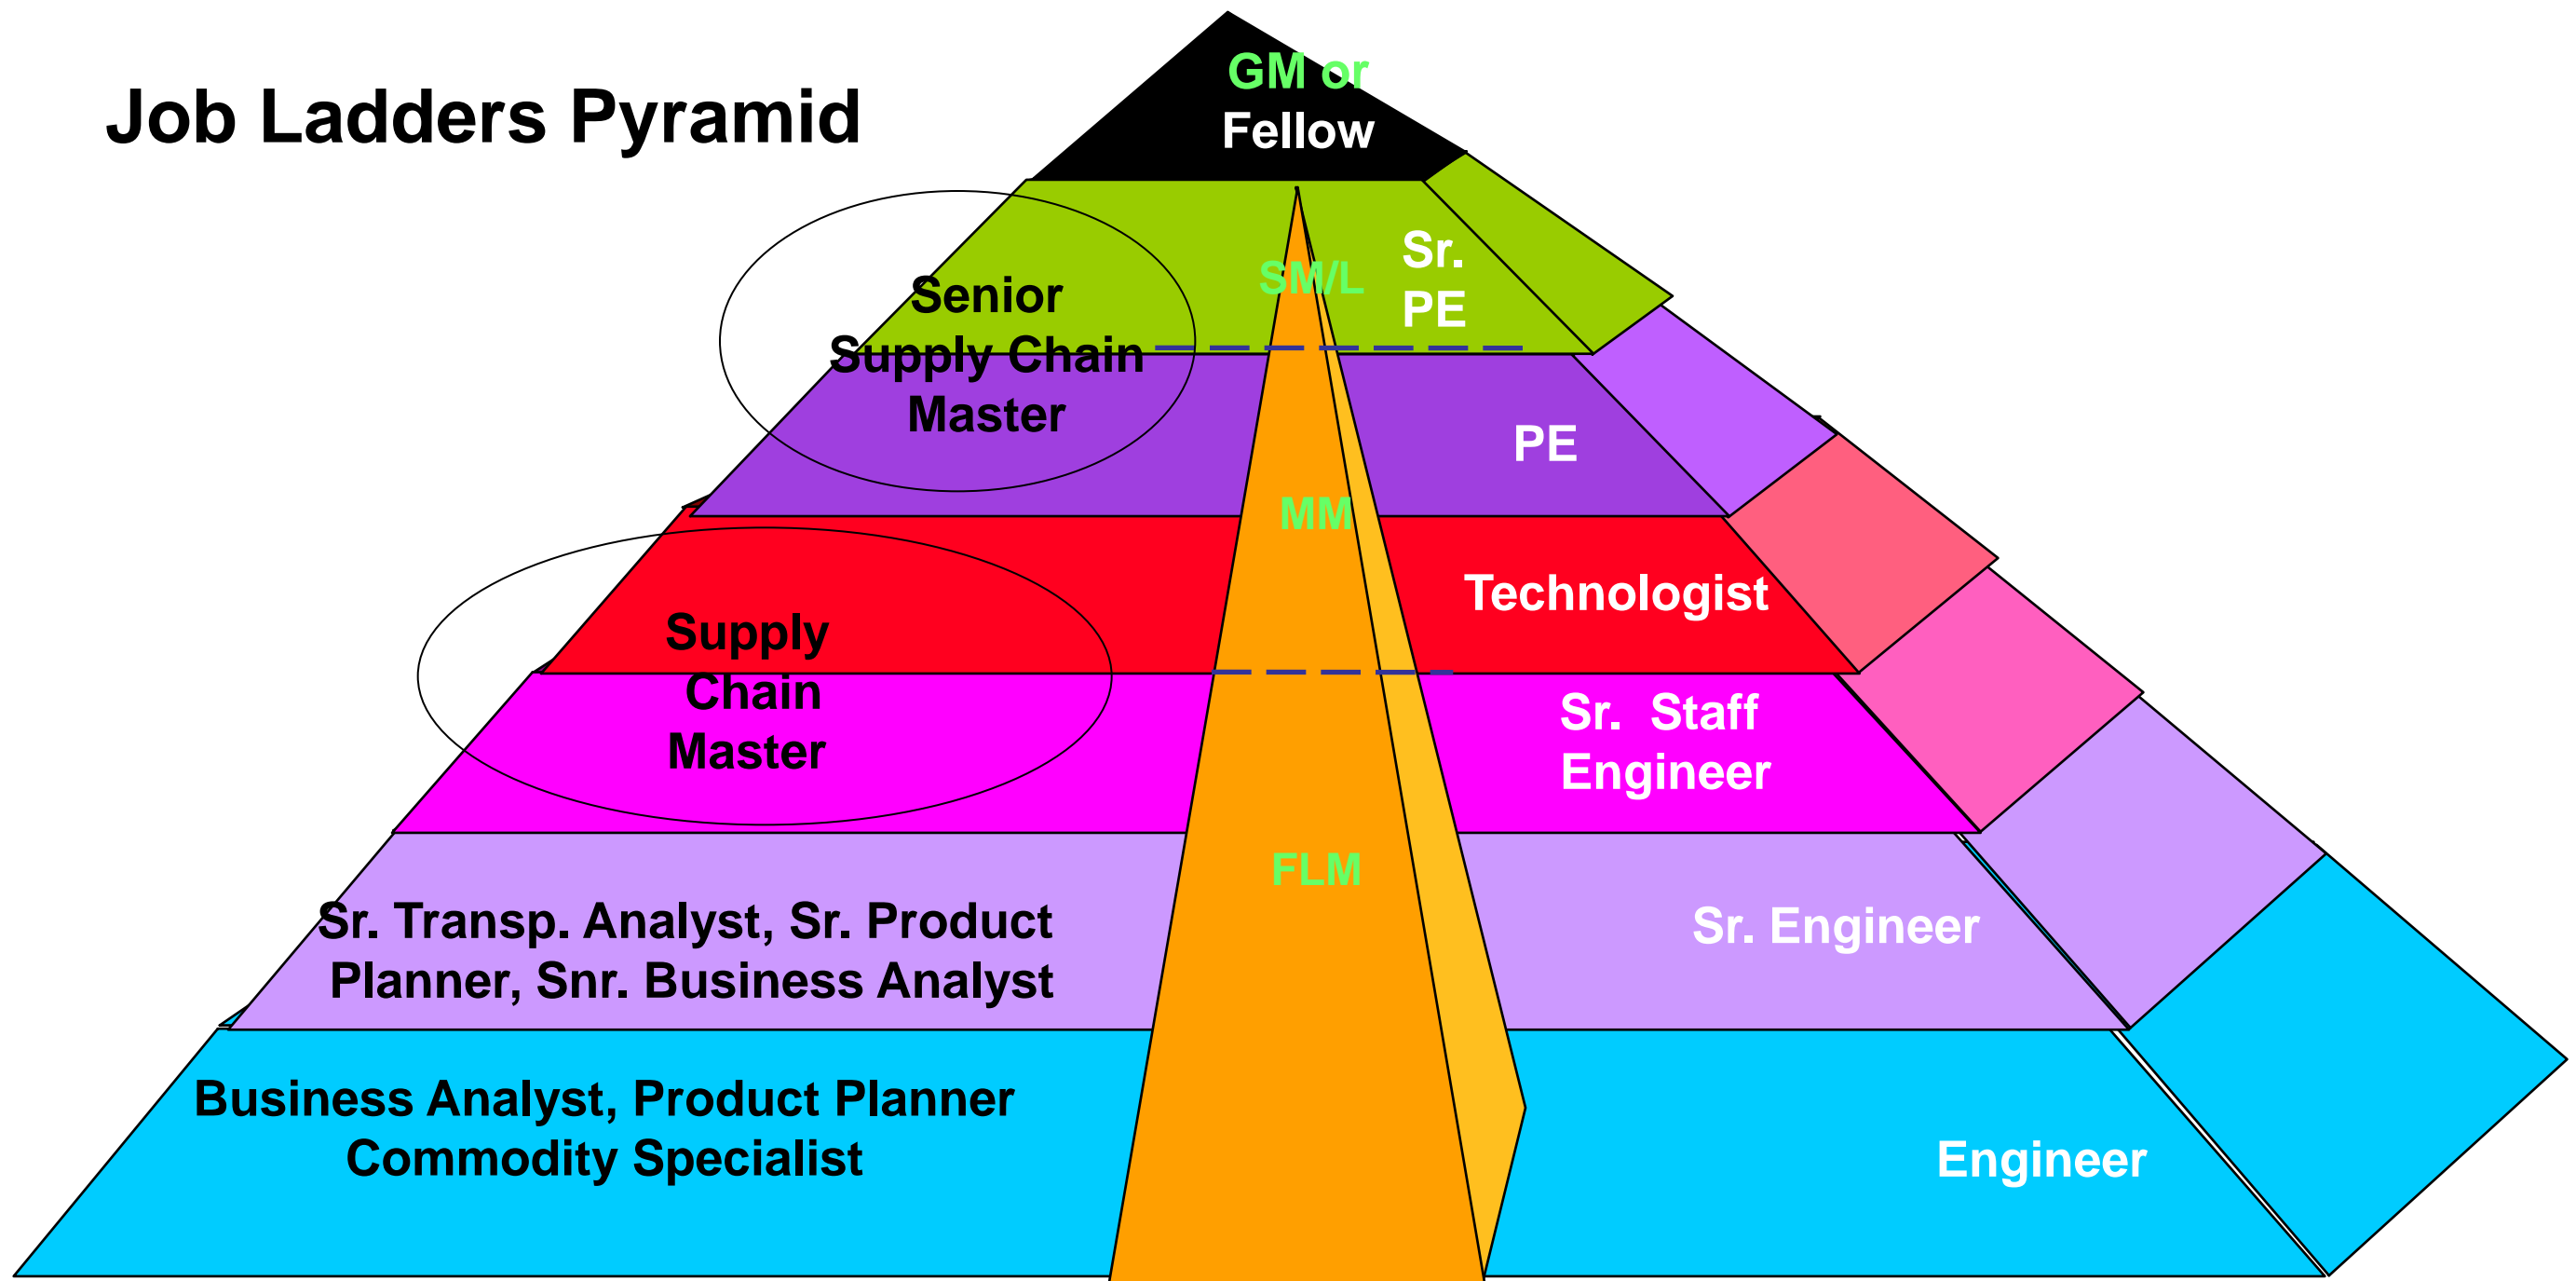 Job Ladders Pyramid
GM or
Fellow
Senior
Supply Chain
Master
SM/L
Sr.
PE
PE
MM
Technologist
Supply
Chain
Master
Sr. Staff
Engineer
FLM
Sr. Transp. Analyst, Sr. Product
Planner, Snr. Business Analyst
Sr. Engineer
Business Analyst, Product Planner
Commodity Specialist
Engineer